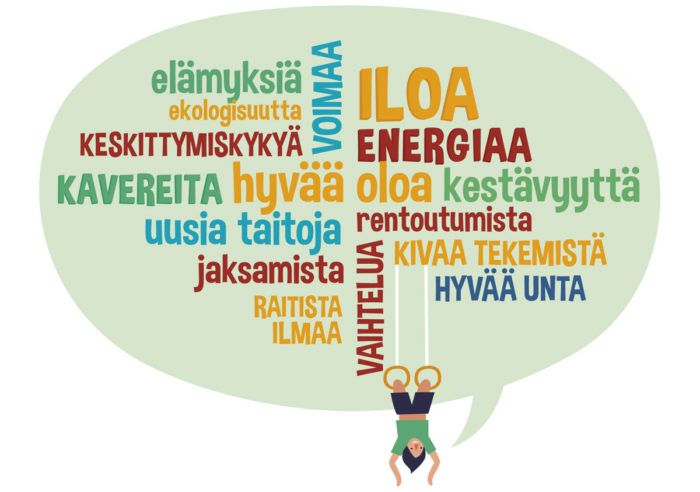 elämyksiä
ekologisuutta
VOIMAA
KESKITTYMISKYKYÄ
ILOA
ENERGIAA
KAVEREITA
hyvää oloa
kestävyyttä
uusia taitoja
rentoutumista
jaksamista
VAIHTELUA
KIVAA TEKEMISTÄ
HYVÄÄ UNTA
RAITISTA
ILMAA